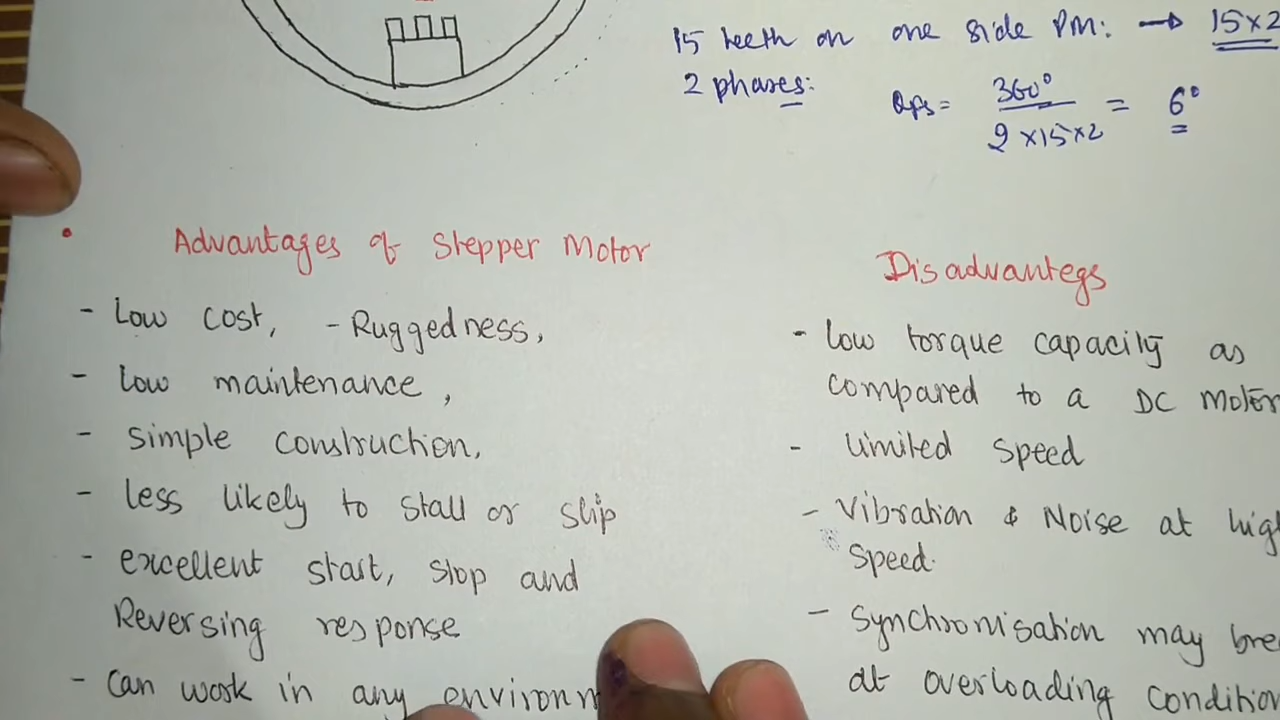 15 teeth on one side PM: → 15×2
2 phases:
θfs = 360° / 2×15×2 = 6°
Advantages of Stepper Motor
- Low cost, - Ruggedness,
- Low maintenance,
- Simple construction,
- less likely to stall or slip
- excellent start, stop and
Reversing response
- Can work in any
Disadvantegs
- low torque capacity as
compared to a DC Motor
- Limited Speed
- Vibration & Noise at
Speed.
- Synchronisation may
at overloading